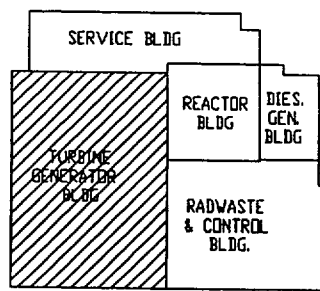 SERVICE BLDG
REACTOR
BLDG
DIES.
GEN.
BLDG
TURBINE
GENERATOR
BLDG
RADWASTE
& CONTROL
BLDG.